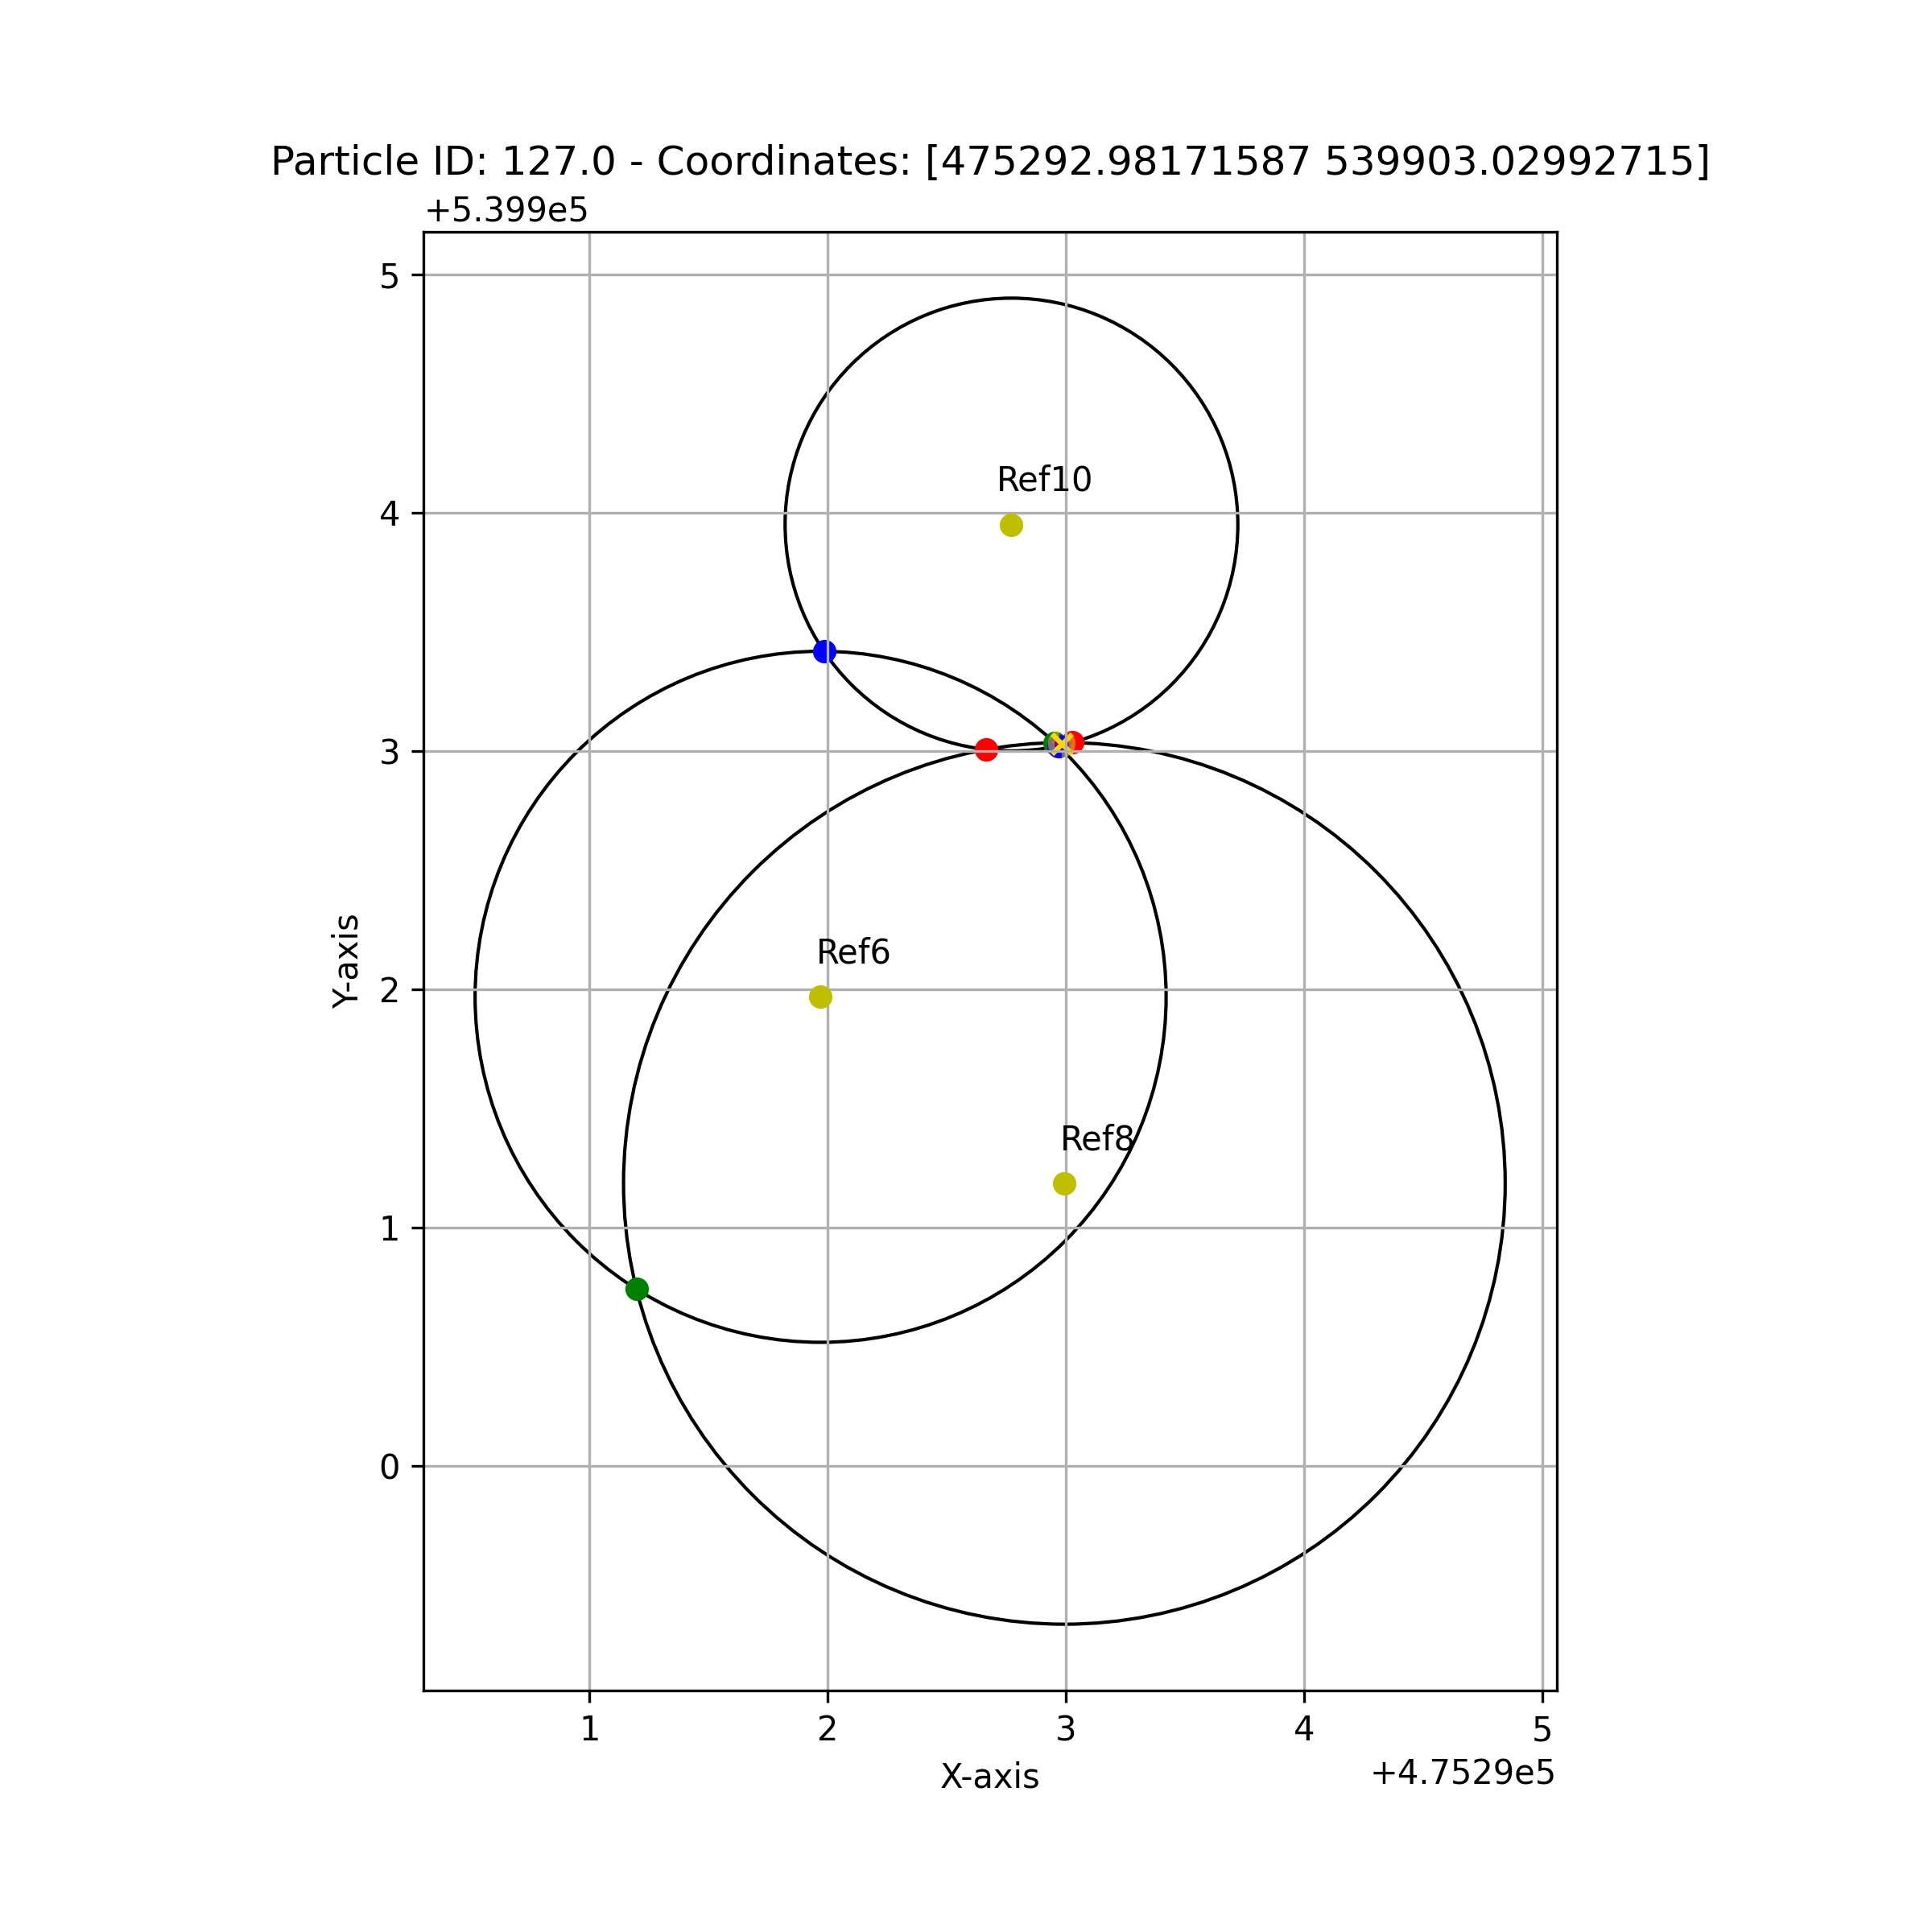 Particle ID: 127.0 - Coordinates: [475292.98171587 539903.02992715]
+5.399e5
5
4
3
2
1
0
Y-axis
Ref10
Ref6
Ref8
1 2 3 4 5
X-axis
+4.7529e5